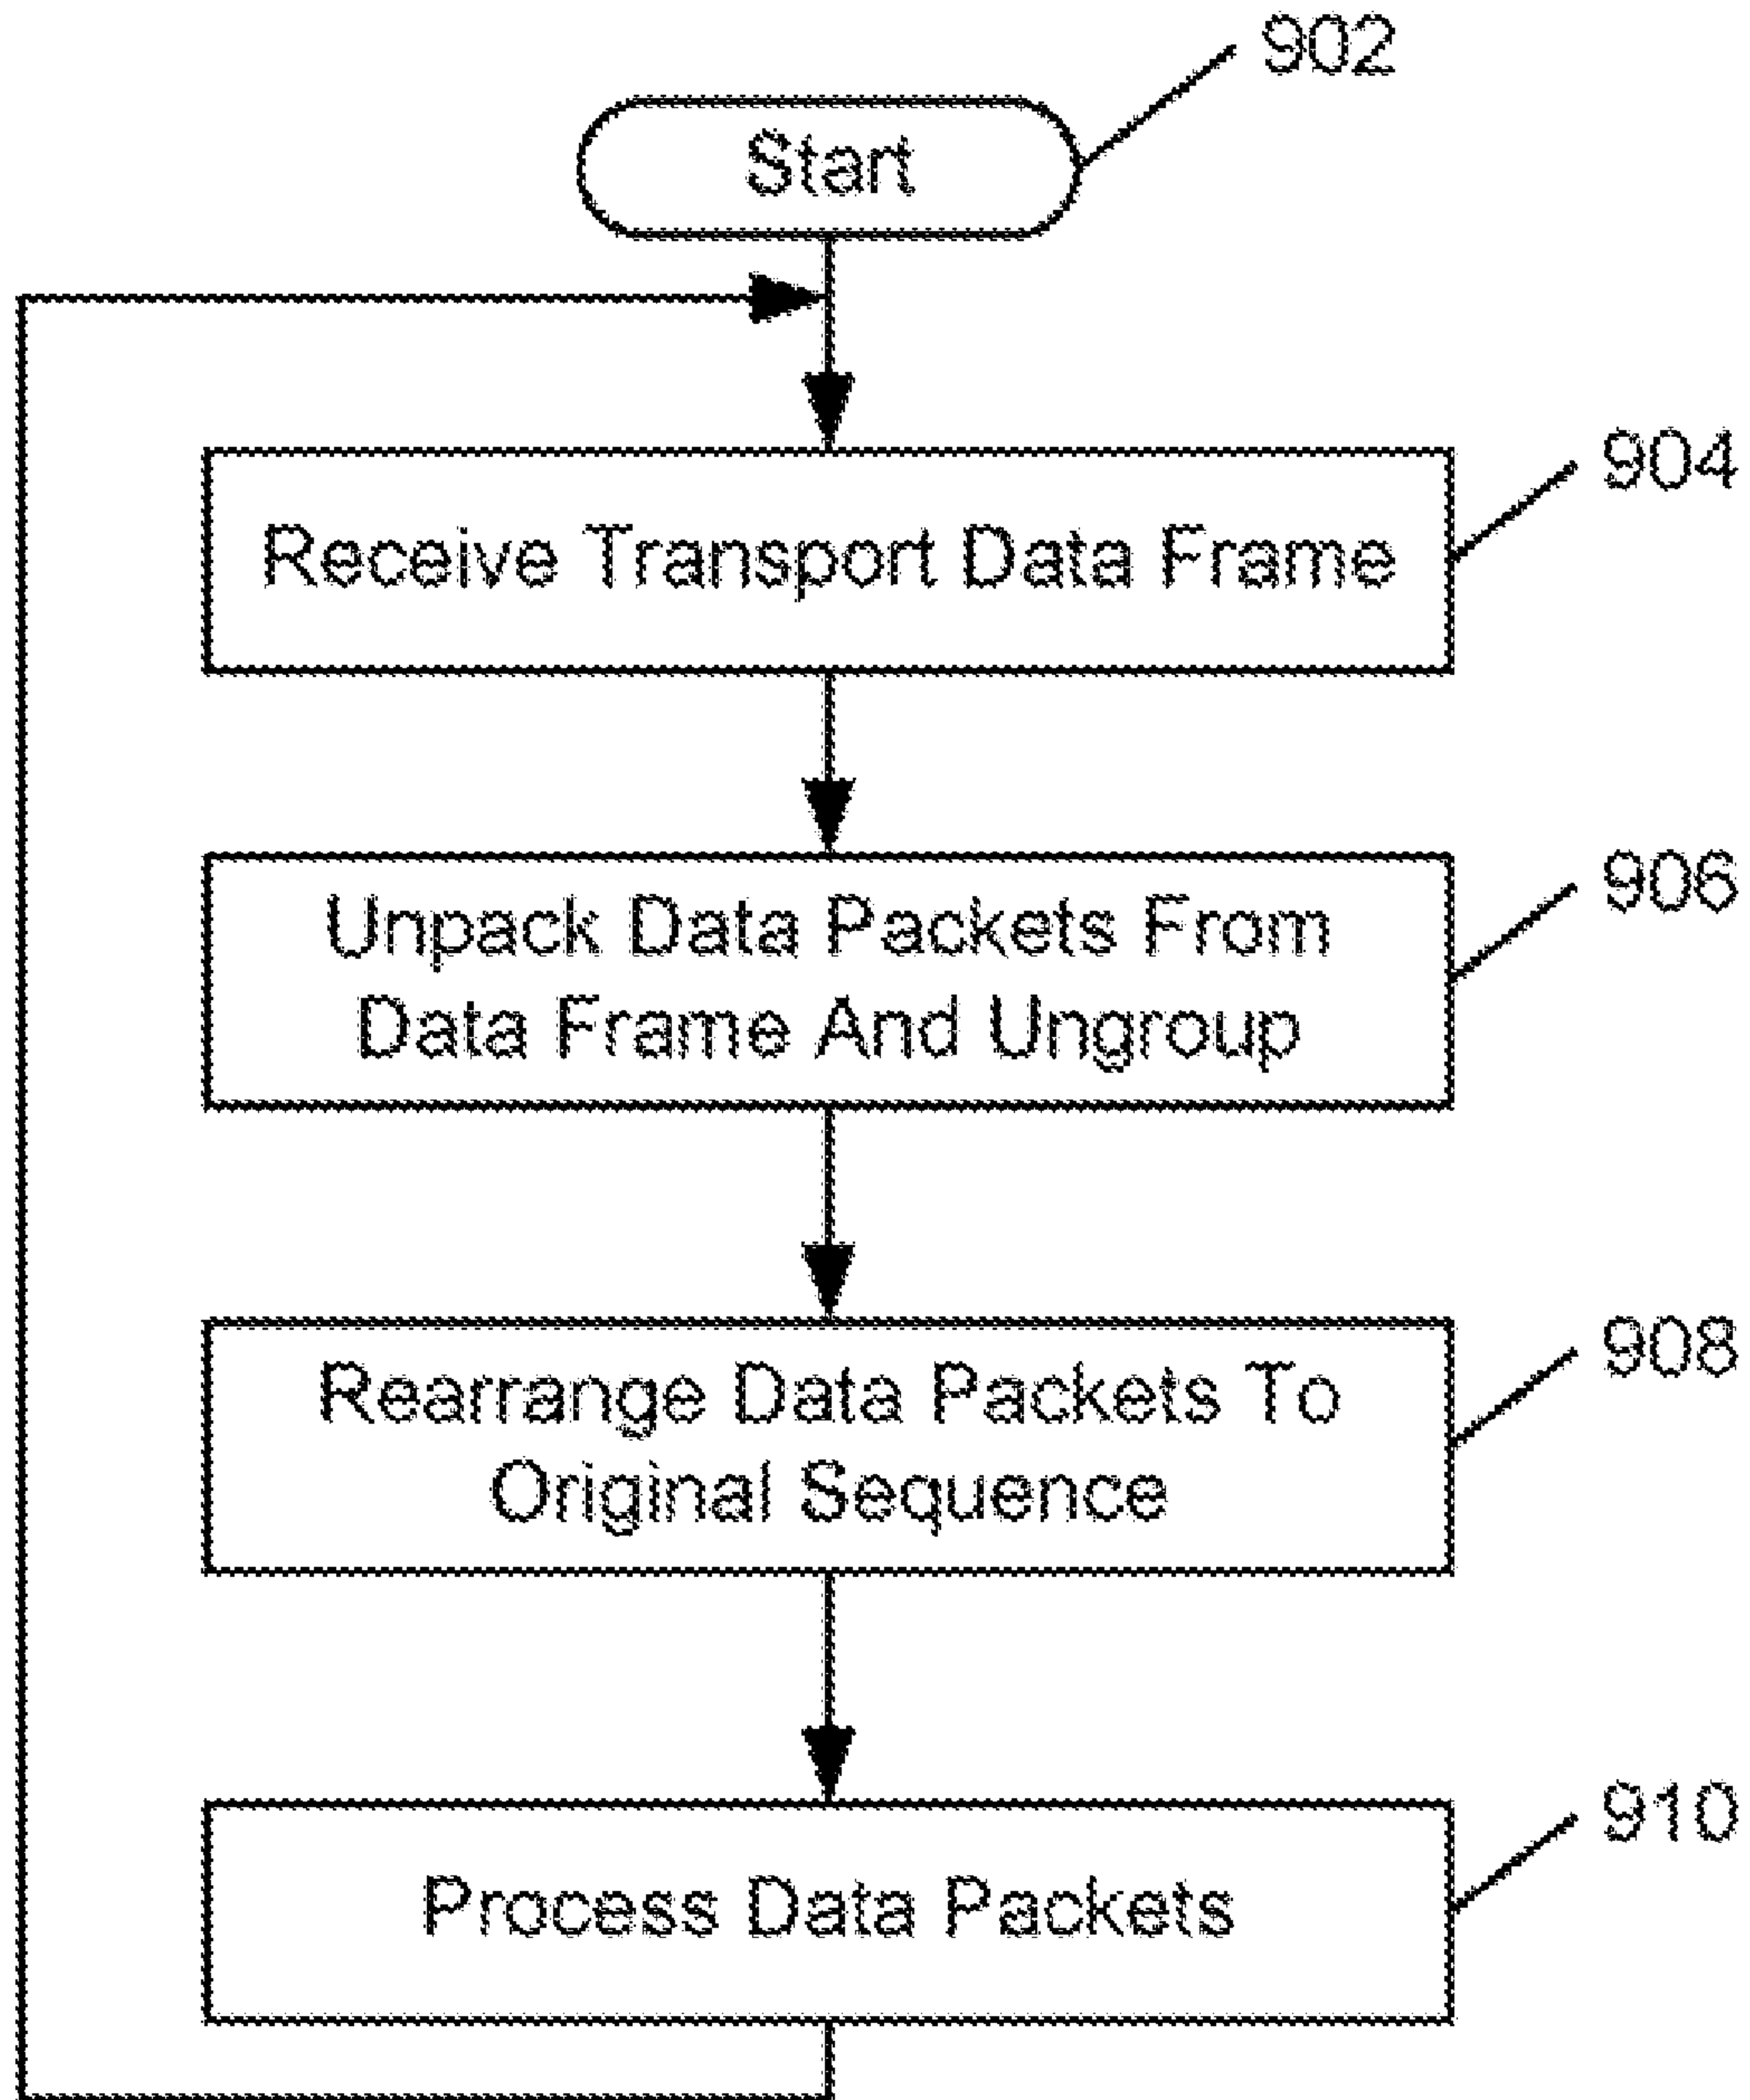 902
Start
904
Receive Transport Data Frame
906
Unpack Data Packets From
Data Frame And Ungroup
908
Rearrange Data Packets To
Original Sequence
910
Process Data Packets